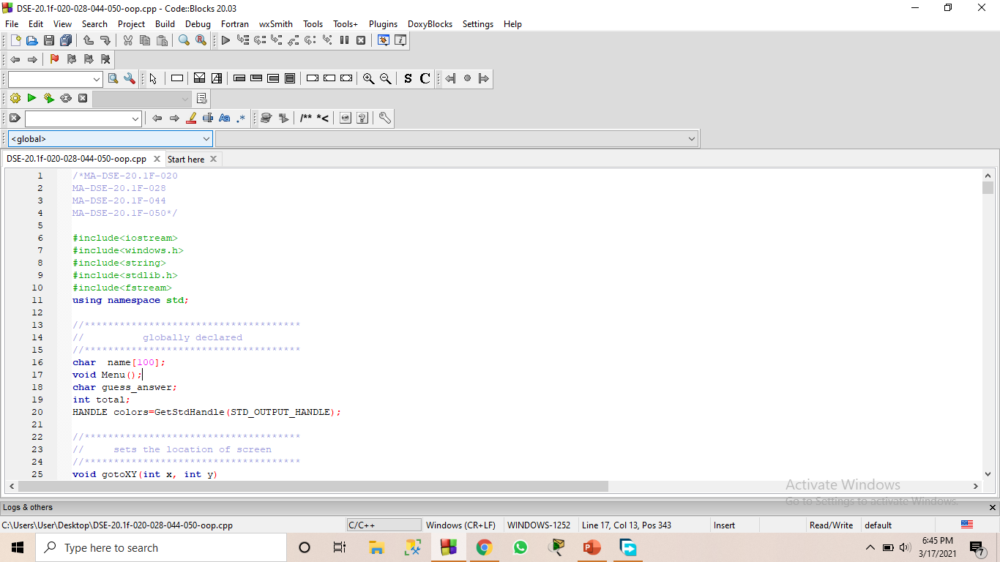 DSE-20.1f-020-028-044-050-oop.cpp - Code::Blocks 20.03
File Edit View Search Project Build Debug Fortran wxSmith Tools Tools+ Plugins DoxyBlocks Settings Help
S C
Aa .*
/** *<
<global>
DSE-20.1f-020-028-044-050-oop.cpp Start here
1 /*MA-DSE-20.1F-020
2 MA-DSE-20.1F-028
3 MA-DSE-20.1F-044
4 MA-DSE-20.1F-050*/
5
6 #include<iostream>
7 #include<windows.h>
8 #include<string>
9 #include<stdlib.h>
10 #include<fstream>
11 using namespace std;
12
13 //*************************************
14 // globally declared
15 //*************************************
16 char name[100];
17 void Menu();
18 char guess_answer;
19 int total;
20 HANDLE colors=GetStdHandle(STD_OUTPUT_HANDLE);
21
22 //*************************************
23 // sets the location of screen
24 //*************************************
25 void gotoXY(int x, int y)
Activate Windows
Go to Settings to activate Windows.
Logs & others
C:\Users\User\Desktop\DSE-20.1f-020-028-044-050-oop.cpp C/C++ Windows (CR+LF) WINDOWS-1252 Line 17, Col 13, Pos 343 Insert Read/Write default
Type here to search
6:45 PM
3/17/2021
7